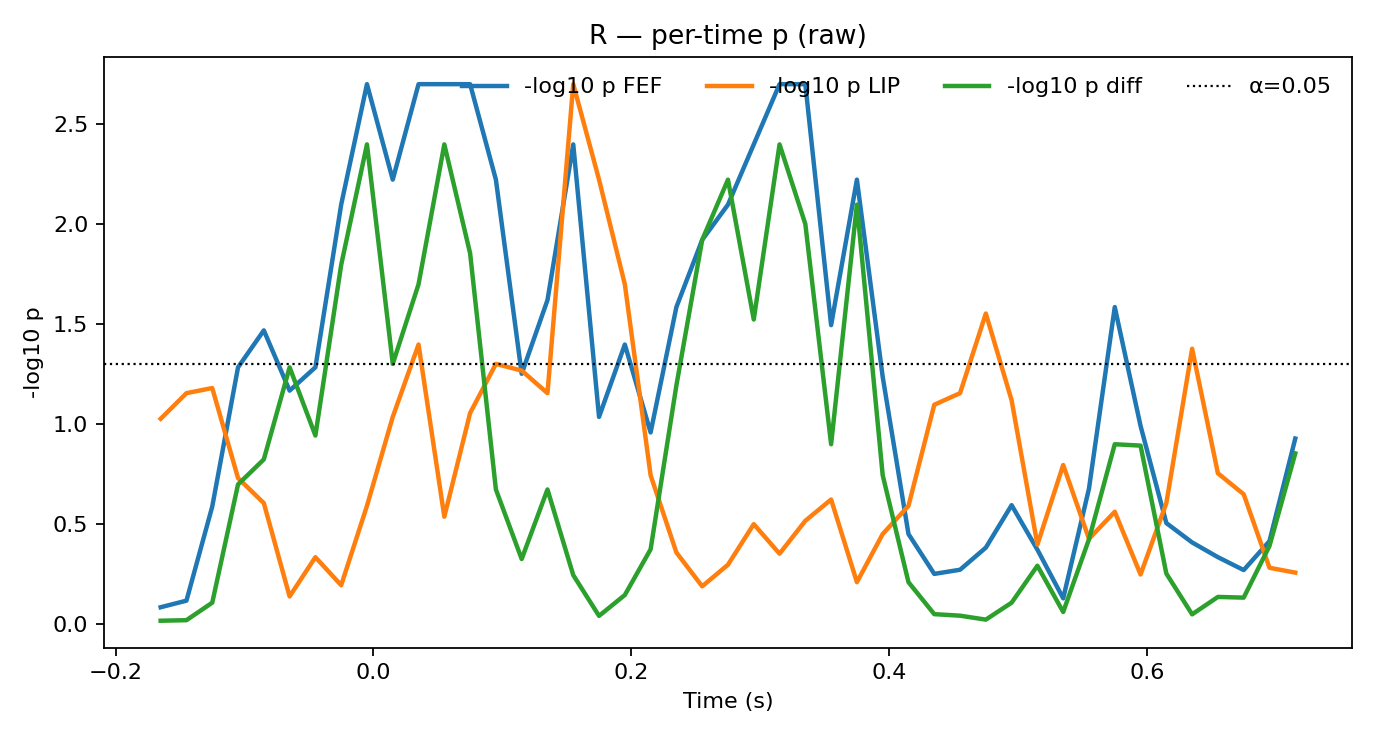 R — per-time p (raw)
-log10 p FEF
-log10 p LIP
-log10 p diff
α=0.05
-log10 p
2.5
2.0
1.5
1.0
0.5
0.0
−0.2
0.0
0.2
0.4
0.6
Time (s)